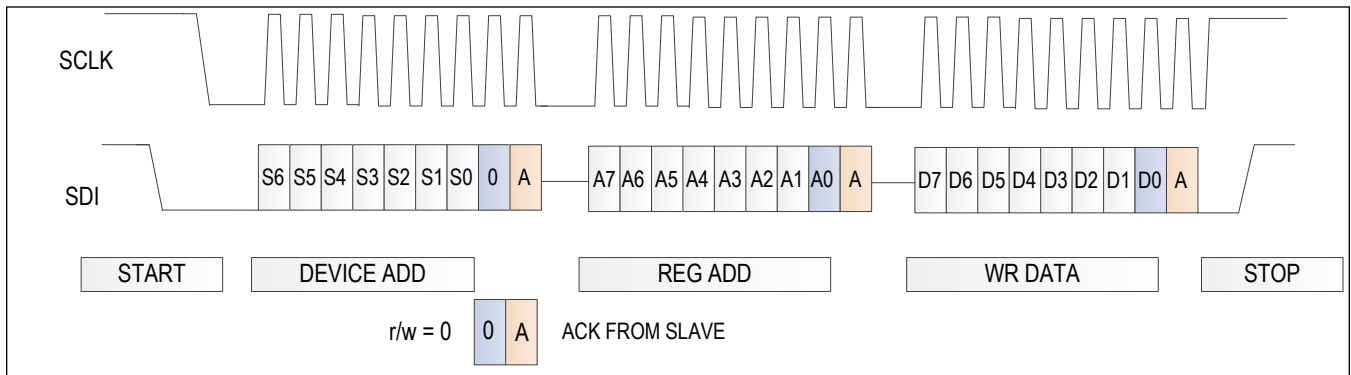 SCLK
SDI
S6 S5 S4 S3 S2 S1 S0 0 A
A7 A6 A5 A4 A3 A2 A1 A0 A
D7 D6 D5 D4 D3 D2 D1 D0 A
START DEVICE ADD REG ADD WR DATA STOP
r/w = 0 0 A ACK FROM SLAVE